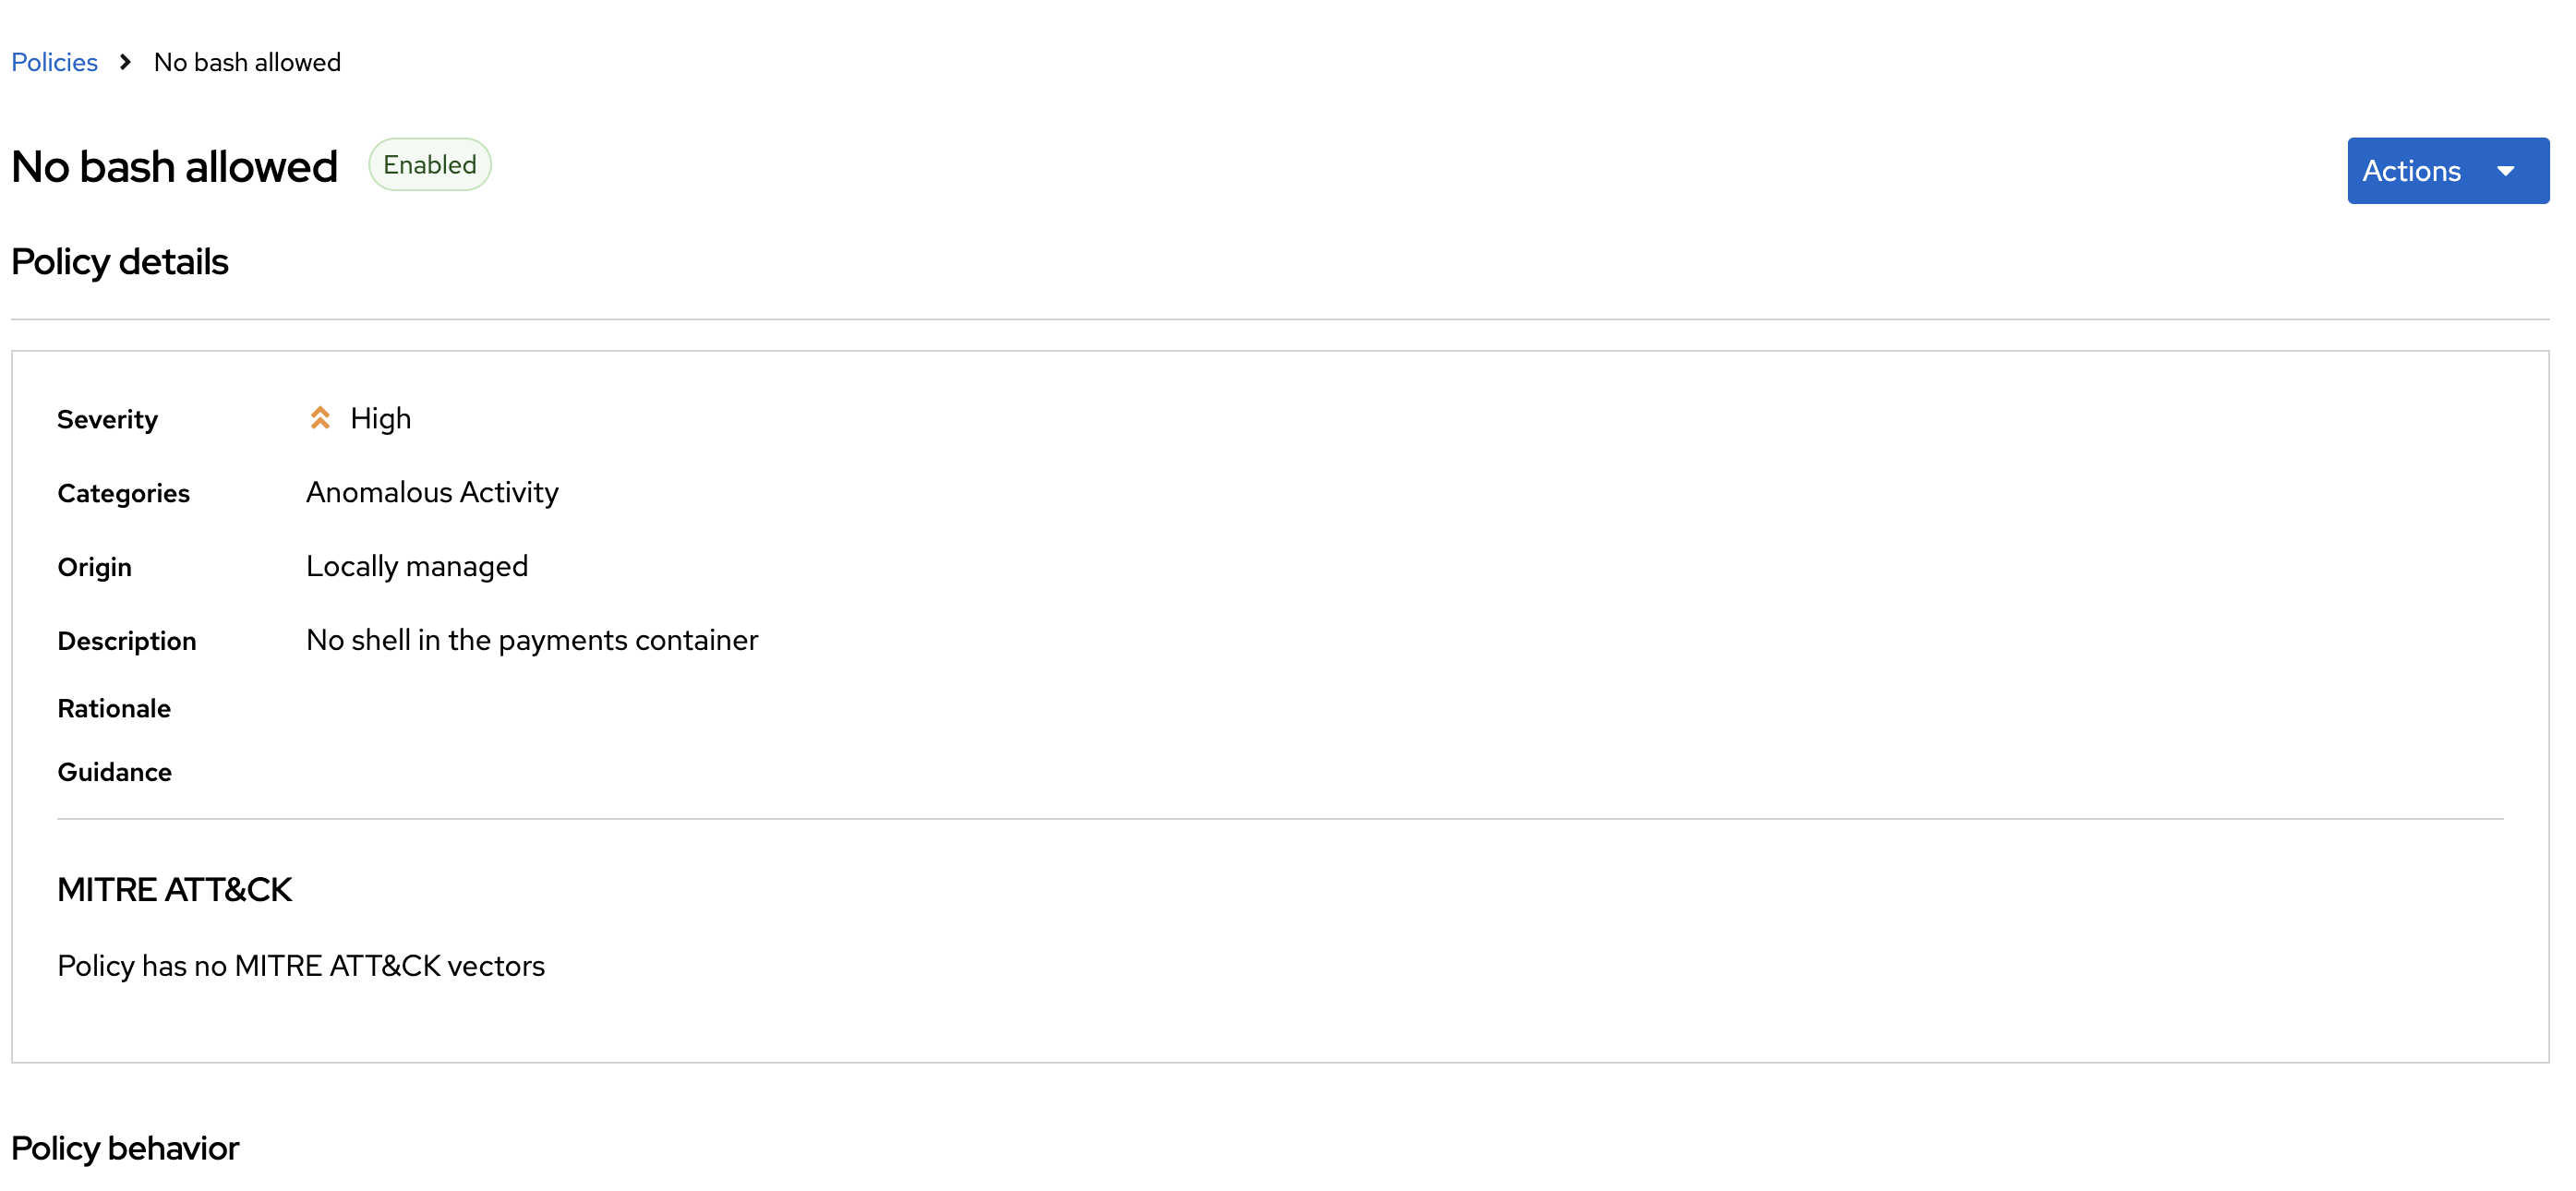 Policies > No bash allowed
No bash allowed Enabled
Actions
Policy details
Severity High
Categories Anomalous Activity
Origin Locally managed
Description No shell in the payments container
Rationale
Guidance
MITRE ATT&CK
Policy has no MITRE ATT&CK vectors
Policy behavior